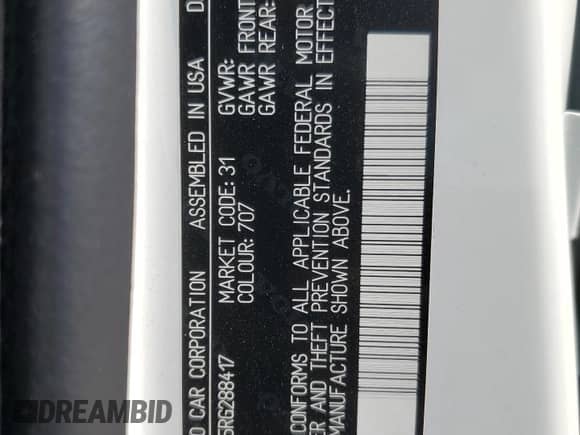 O CAR CORPORATION ASSEMBLED IN USA D
5RG288417 MARKET CODE: 31 GVWR:
COLOUR: 707 GAWR FRONT
GAWR REAR:
CONFORMS TO ALL APPLICABLE FEDERAL MOTOR
ER AND THEFT PREVENTION STANDARDS IN EFFECT
MANUFACTURE SHOWN ABOVE.
DREAMBID